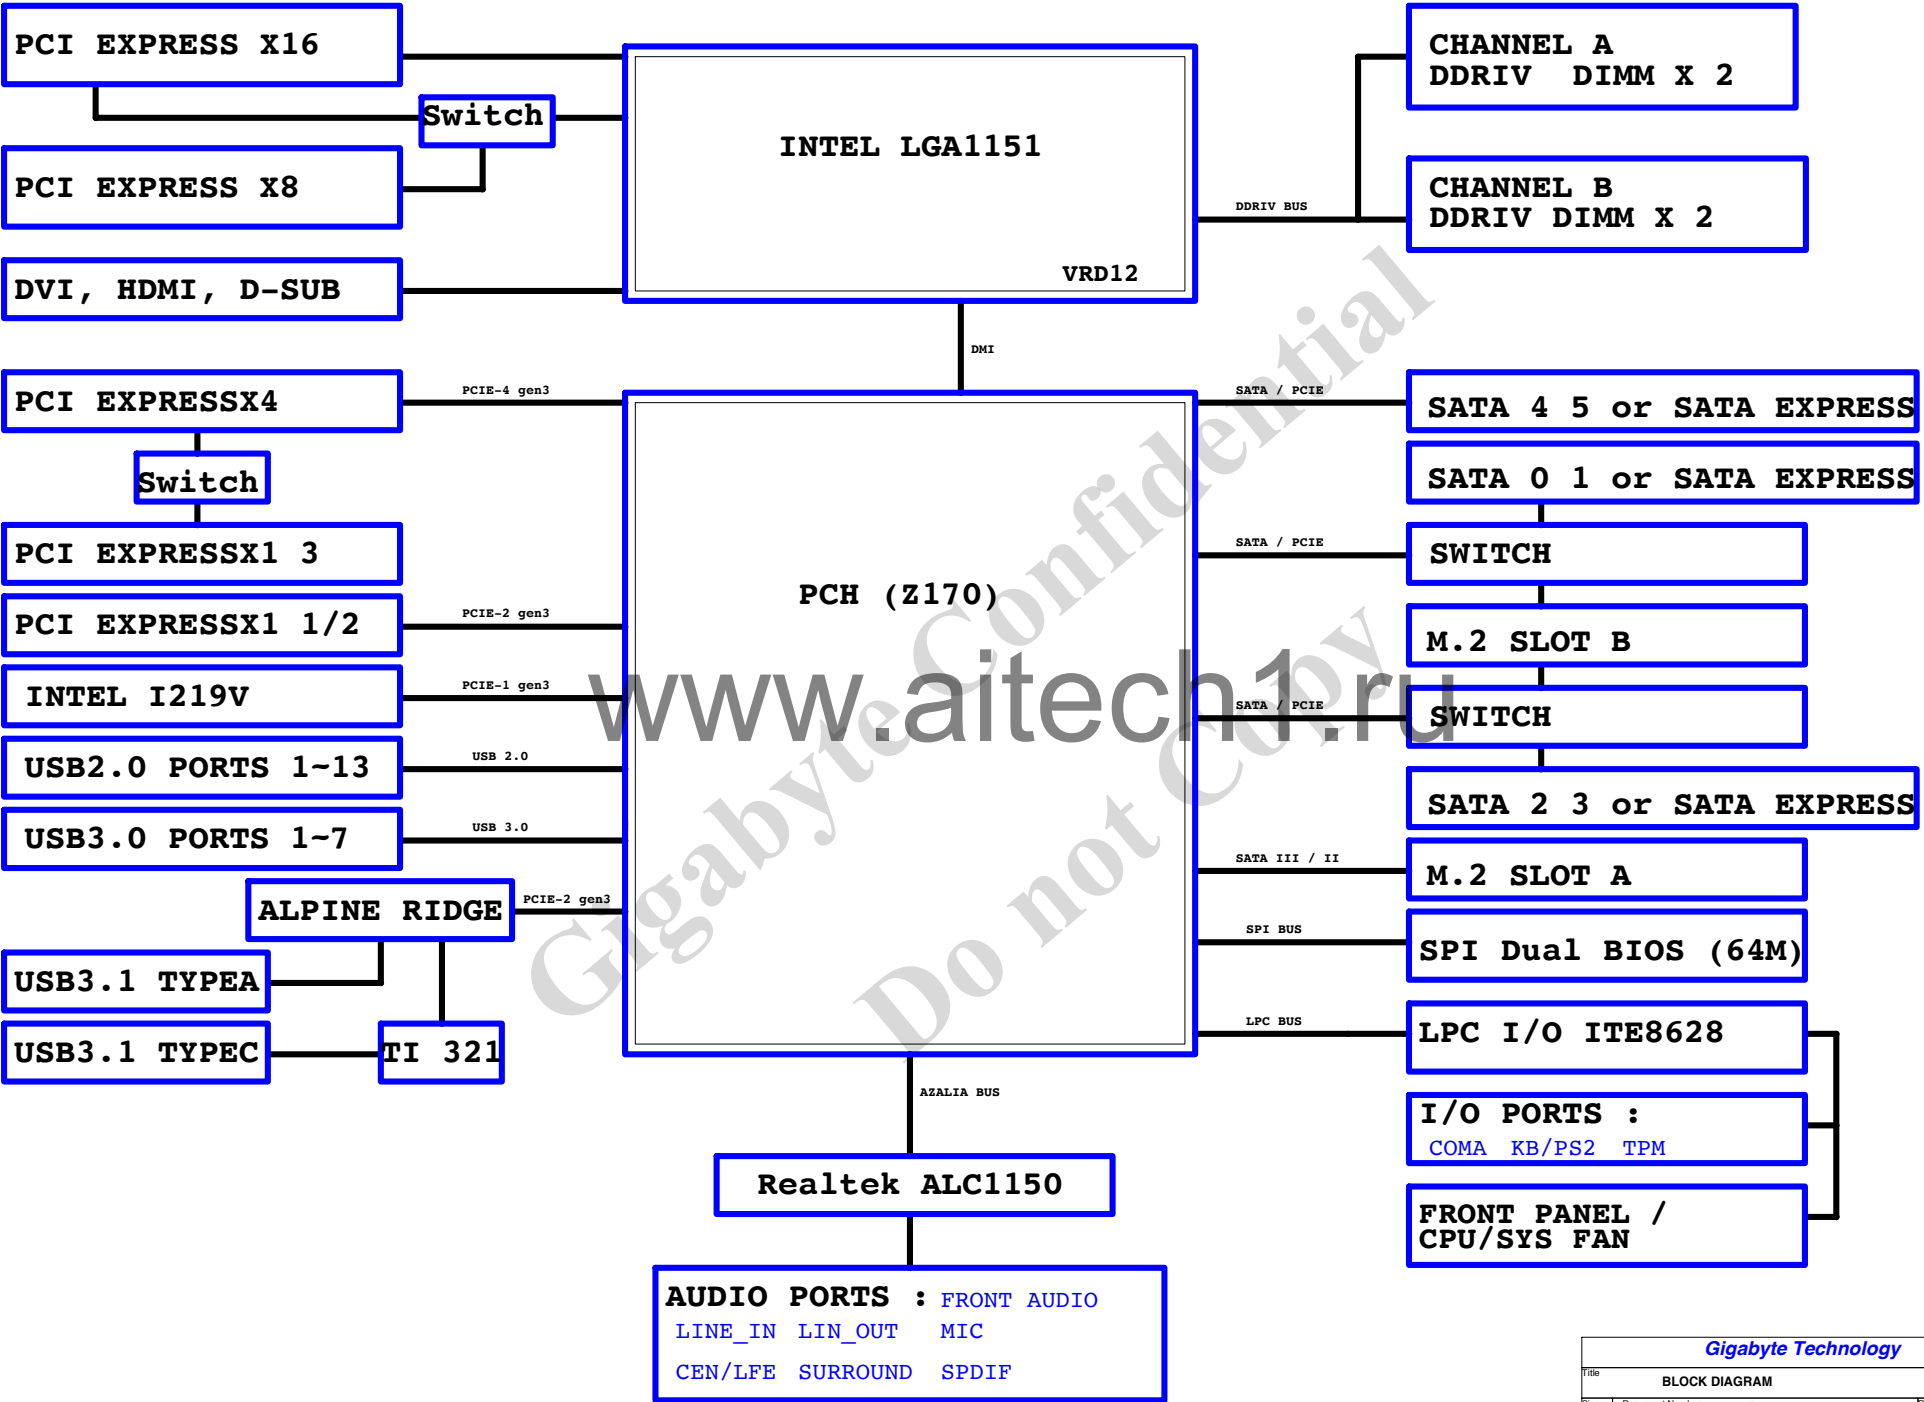 PCI EXPRESS X16
Switch
PCI EXPRESS X8
DVI, HDMI, D-SUB
INTEL LGA1151
VRD12
CHANNEL A
DDRIV DIMM X 2
DDRIV BUS
CHANNEL B
DDRIV DIMM X 2
DMI
PCI EXPRESSX4
PCIE-4 gen3
Switch
PCI EXPRESSX1 3
PCI EXPRESSX1 1/2
PCIE-2 gen3
INTEL I219V
PCIE-1 gen3
USB2.0 PORTS 1~13
USB 2.0
USB3.0 PORTS 1~7
USB 3.0
ALPINE RIDGE
PCIE-2 gen3
USB3.1 TYPEA
USB3.1 TYPEC
TI 321
PCH (Z170)
SATA / PCIE
SATA 4 5 or SATA EXPRESS
SATA 0 1 or SATA EXPRESS
SATA / PCIE
SWITCH
M.2 SLOT B
SATA / PCIE
SWITCH
SATA 2 3 or SATA EXPRESS
SATA III / II
M.2 SLOT A
SPI BUS
SPI Dual BIOS (64M)
LPC BUS
LPC I/O ITE8628
I/O PORTS :
COMA KB/PS2 TPM
FRONT PANEL /
CPU/SYS FAN
AZALIA BUS
Realtek ALC1150
AUDIO PORTS : FRONT AUDIO
LINE_IN LIN_OUT MIC
CEN/LFE SURROUND SPDIF
Gigabyte Confidential
Do not Copy
www.aitech1.ru
Gigabyte Technology
Title
BLOCK DIAGRAM